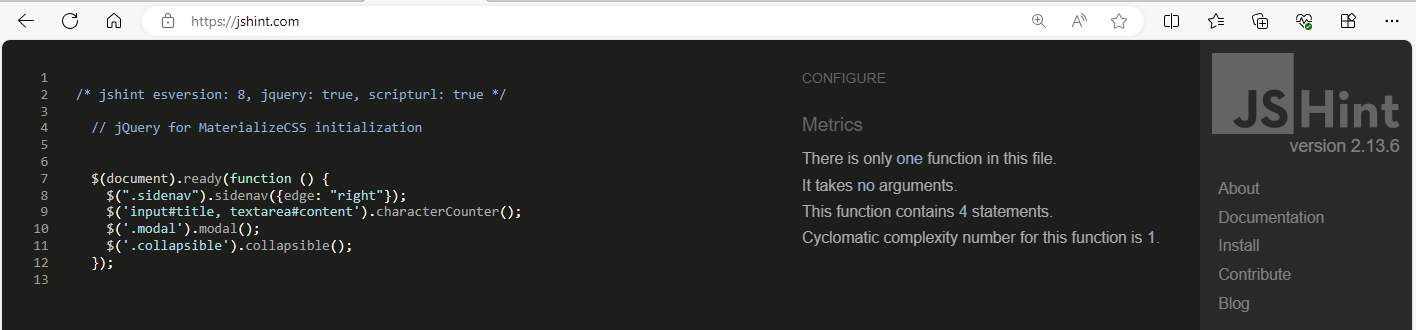 https://jshint.com
1
2 /* jshint esversion: 8, jquery: true, scripturl: true */
3
4 // jQuery for MaterializeCSS initialization
5
6
7 $(document).ready(function () {
8 $(".sidenav").sidenav({edge: "right"});
9 $('input#title, textarea#content').characterCounter();
10 $('.modal').modal();
11 $('.collapsible').collapsible();
12 });
13
CONFIGURE
Metrics
There is only one function in this file.
It takes no arguments.
This function contains 4 statements.
Cyclomatic complexity number for this function is 1.
JSHint
version 2.13.6
About
Documentation
Install
Contribute
Blog